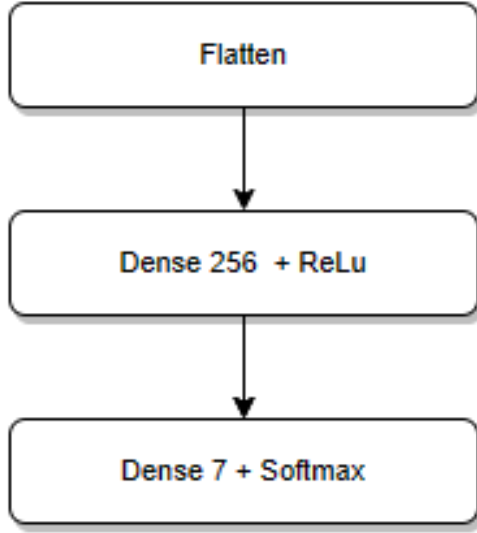 Flatten
Dense 256 + ReLu
Dense 7 + Softmax